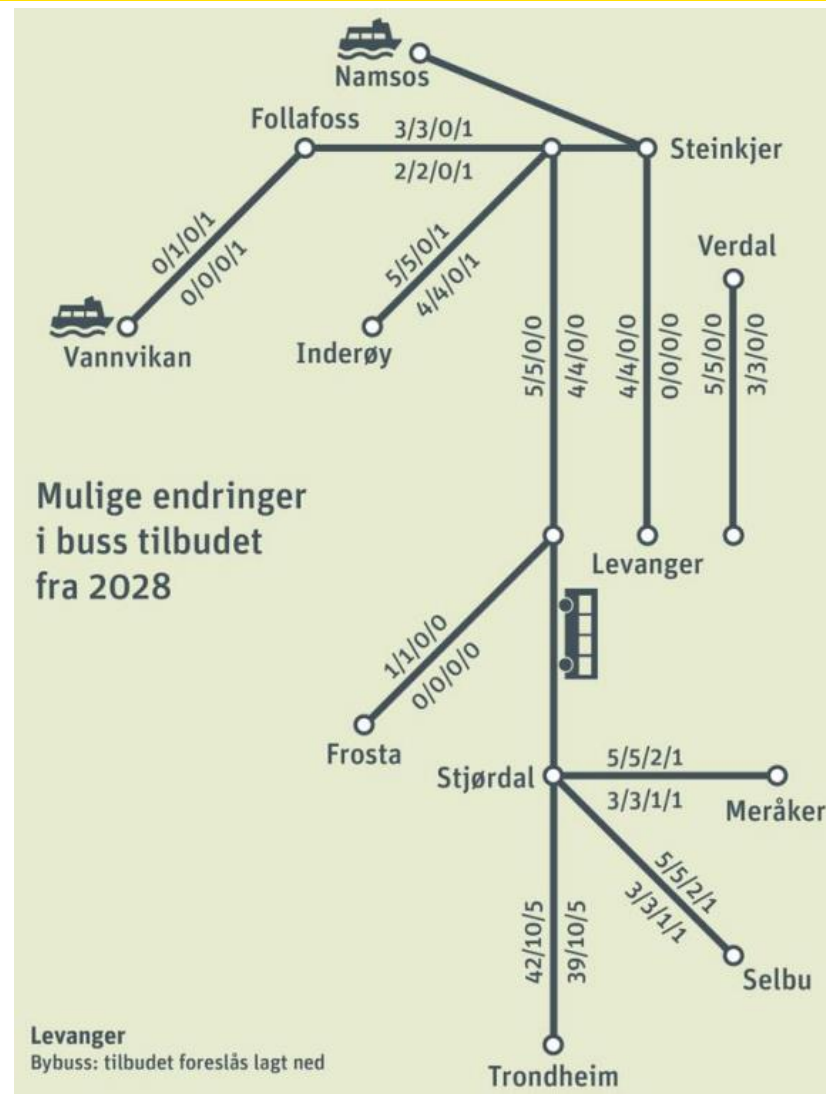 Namsos
Follafoss
3/3/0/1
Steinkjer
2/2/0/1
Verdal
0/1/0/1
0/0/0/1
5/5/0/1
4/4/0/1
Vannvikan
Inderøy
5/5/0/0
4/4/0/0
4/4/0/0
0/0/0/0
5/5/0/0
3/3/0/0
Mulige endringer
i buss tilbudet
fra 2028
Levanger
1/1/0/0
0/0/0/0
Frosta
Stjørdal
5/5/2/1
3/3/1/1
Meråker
5/5/2/1
3/3/1/1
42/10/5
39/10/5
Selbu
Levanger
Bybuss: tilbudet foreslås lagt ned
Trondheim